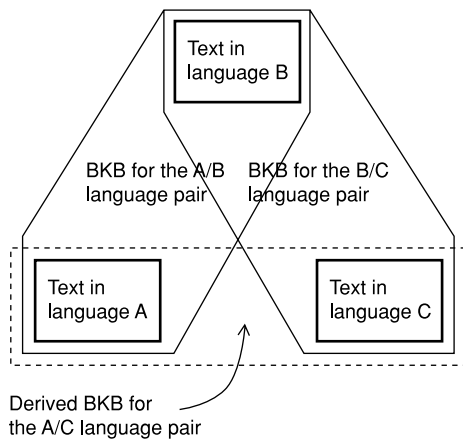 Text in
language B
BKB for the A/B
language pair
BKB for the B/C
language pair
Text in
language A
Text in
language C
Derived BKB for
the A/C language pair